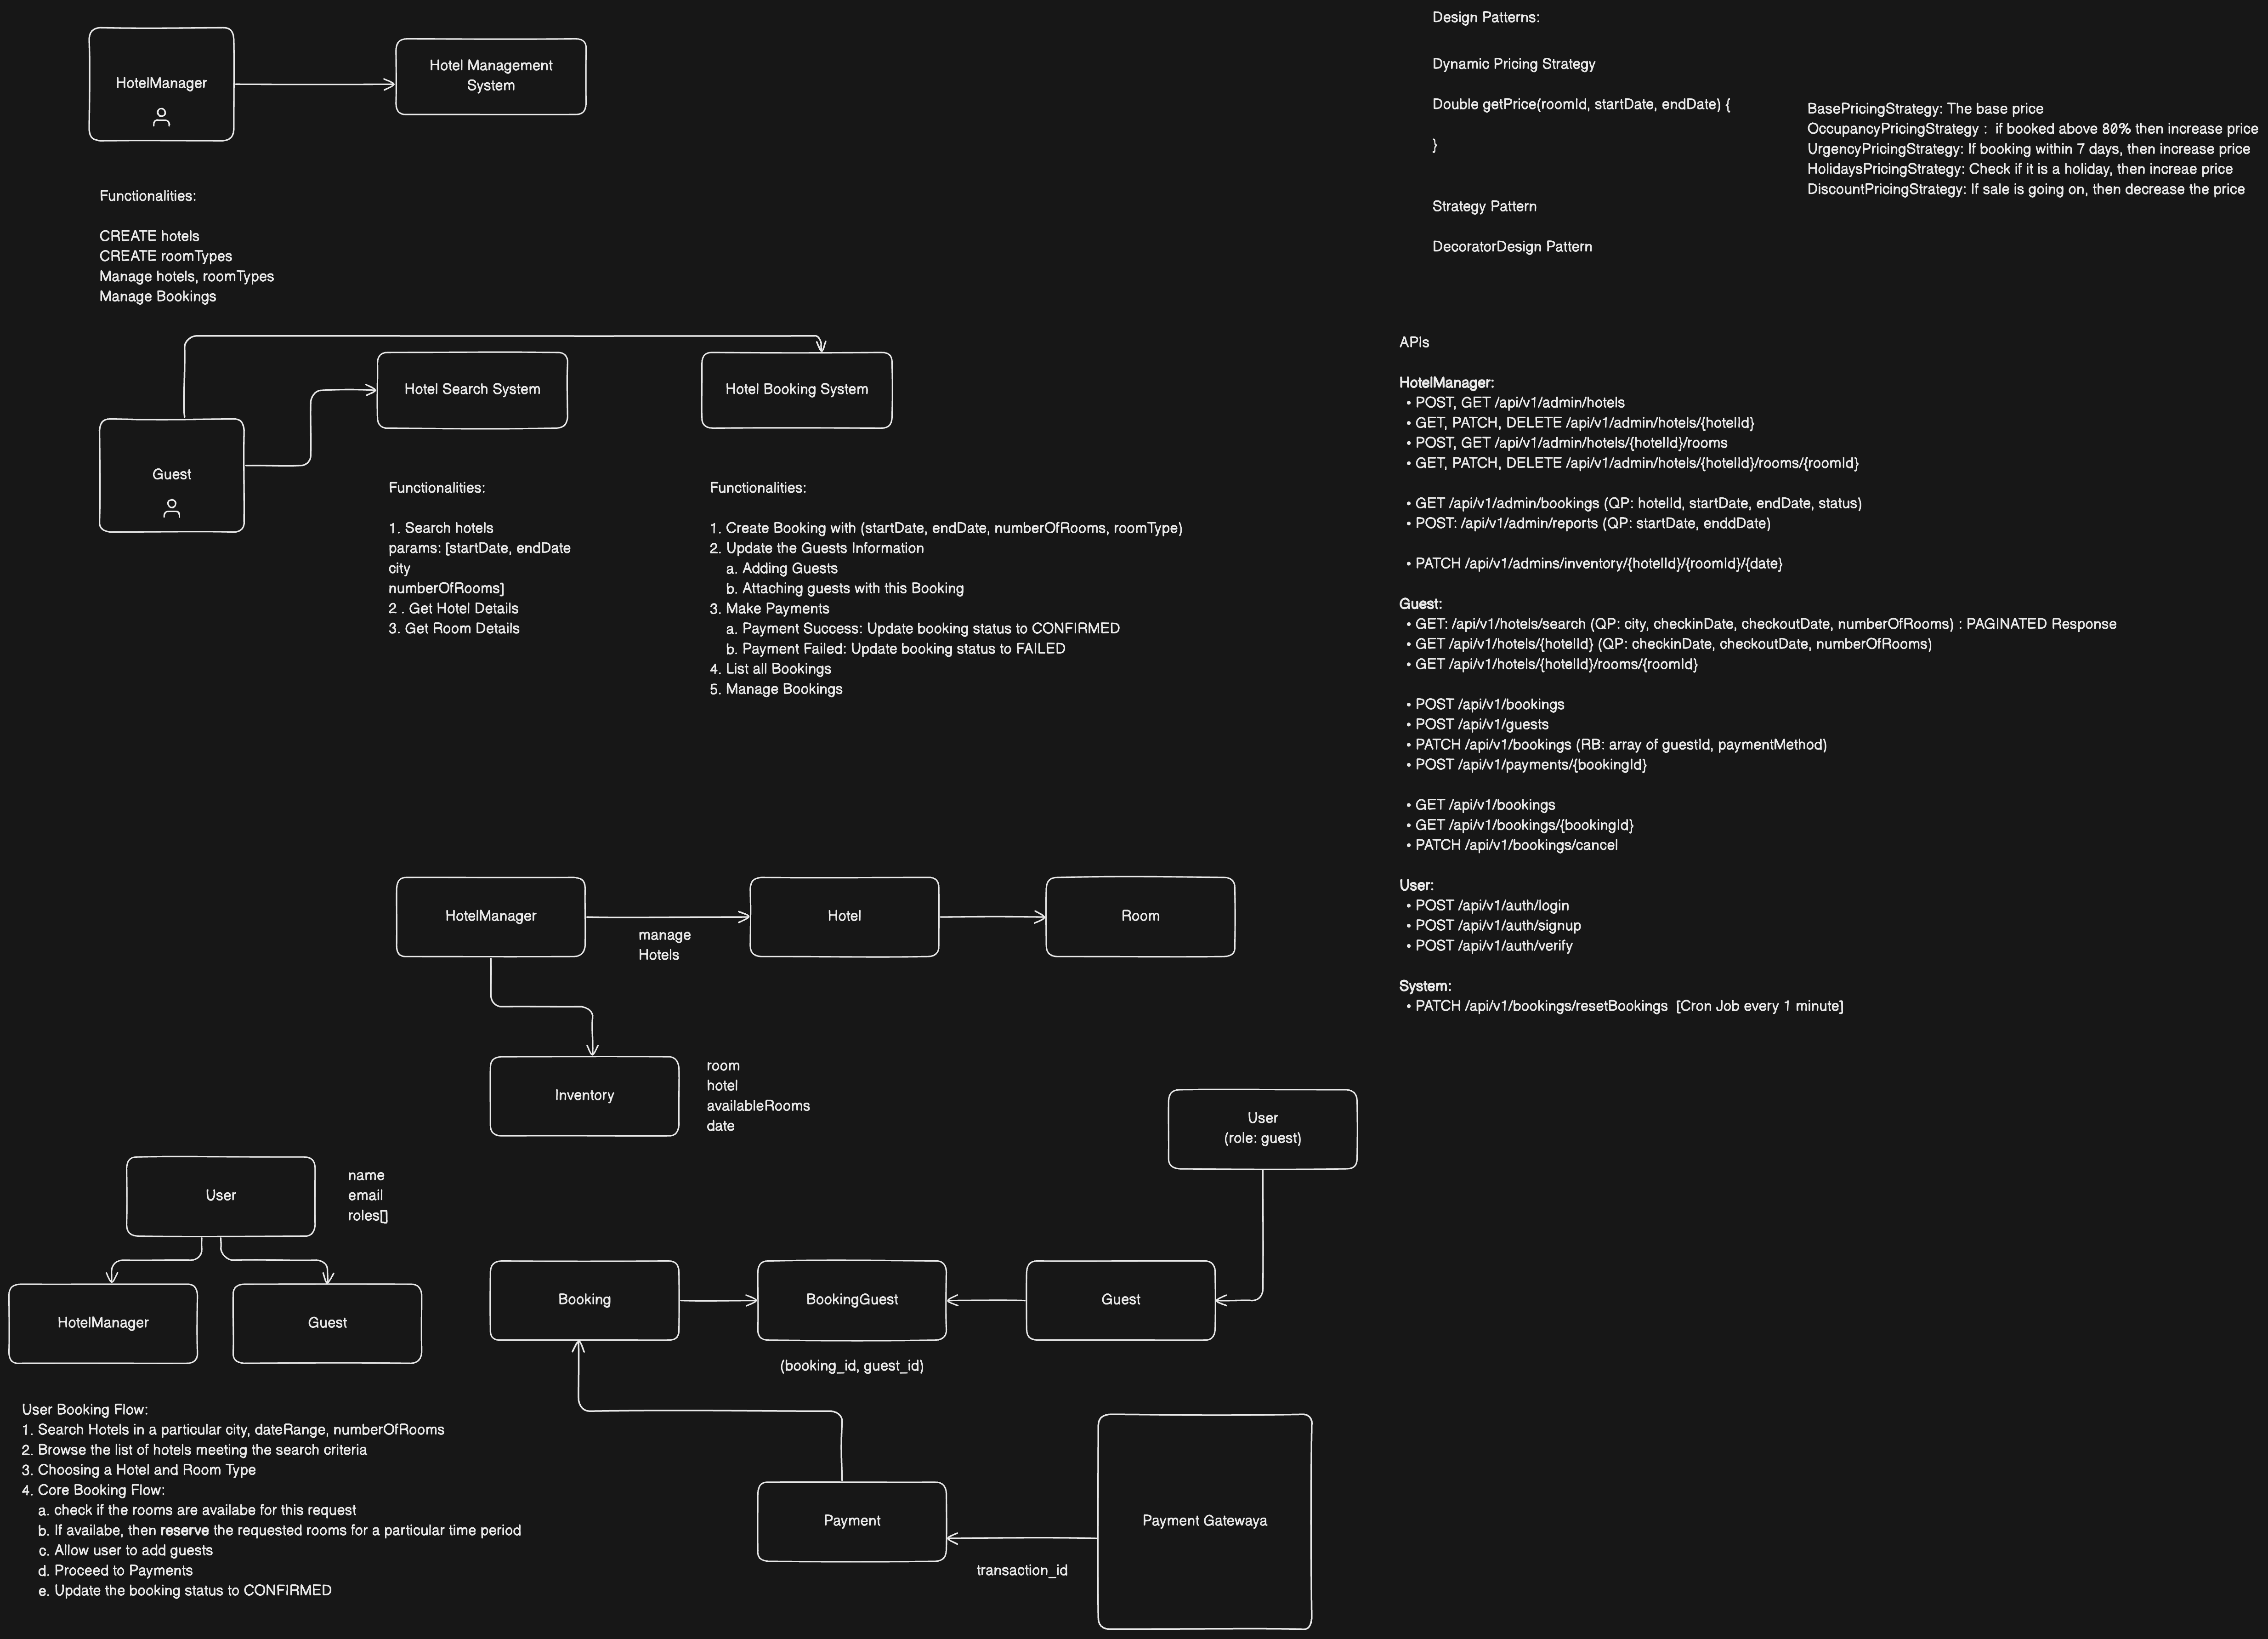 HotelManager
Hotel Management
System
Functionalities:
CREATE hotels
CREATE roomTypes
Manage hotels, roomTypes
Manage Bookings
Design Patterns:
Dynamic Pricing Strategy
Double getPrice(roomId, startDate, endDate) {
}
Strategy Pattern
DecoratorDesign Pattern
BasePricingStrategy: The base price
OccupancyPricingStrategy :  if booked above 80% then increase price
UrgencyPricingStrategy: If booking within 7 days, then increase price
HolidaysPricingStrategy: Check if it is a holiday, then increae price
DiscountPricingStrategy: If sale is going on, then decrease the price
Guest
Hotel Search System
Hotel Booking System
Functionalities:
1. Search hotels
params: [startDate, endDate
city
numberOfRooms]
2 . Get Hotel Details
3. Get Room Details
Functionalities:
1. Create Booking with (startDate, endDate, numberOfRooms, roomType)
2. Update the Guests Information
a. Adding Guests
b. Attaching guests with this Booking
3. Make Payments
a. Payment Success: Update booking status to CONFIRMED
b. Payment Failed: Update booking status to FAILED
4. List all Bookings
5. Manage Bookings
APIs
HotelManager:
• POST, GET /api/v1/admin/hotels
• GET, PATCH, DELETE /api/v1/admin/hotels/{hotelId}
• POST, GET /api/v1/admin/hotels/{hotelId}/rooms
• GET, PATCH, DELETE /api/v1/admin/hotels/{hotelId}/rooms/{roomId}
• GET /api/v1/admin/bookings (QP: hotelId, startDate, endDate, status)
• POST: /api/v1/admin/reports (QP: startDate, enddDate)
• PATCH /api/v1/admins/inventory/{hotelId}/{roomId}/{date}
Guest:
• GET: /api/v1/hotels/search (QP: city, checkinDate, checkoutDate, numberOfRooms) : PAGINATED Response
• GET /api/v1/hotels/{hotelId} (QP: checkinDate, checkoutDate, numberOfRooms)
• GET /api/v1/hotels/{hotelId}/rooms/{roomId}
• POST /api/v1/bookings
• POST /api/v1/guests
• PATCH /api/v1/bookings (RB: array of guestId, paymentMethod)
• POST /api/v1/payments/{bookingId}
• GET /api/v1/bookings
• GET /api/v1/bookings/{bookingId}
• PATCH /api/v1/bookings/cancel
User:
• POST /api/v1/auth/login
• POST /api/v1/auth/signup
• POST /api/v1/auth/verify
System:
• PATCH /api/v1/bookings/resetBookings  [Cron Job every 1 minute]
HotelManager
manage
Hotels
Hotel
Room
Inventory
room
hotel
availableRooms
date
User
(role: guest)
User
name
email
roles[]
HotelManager
Guest
Booking
BookingGuest
Guest
(booking_id, guest_id)
User Booking Flow:
1. Search Hotels in a particular city, dateRange, numberOfRooms
2. Browse the list of hotels meeting the search criteria
3. Choosing a Hotel and Room Type
4. Core Booking Flow:
a. check if the rooms are availabe for this request
b. If availabe, then reserve the requested rooms for a particular time period
c. Allow user to add guests
d. Proceed to Payments
e. Update the booking status to CONFIRMED
Payment
transaction_id
Payment Gatewaya